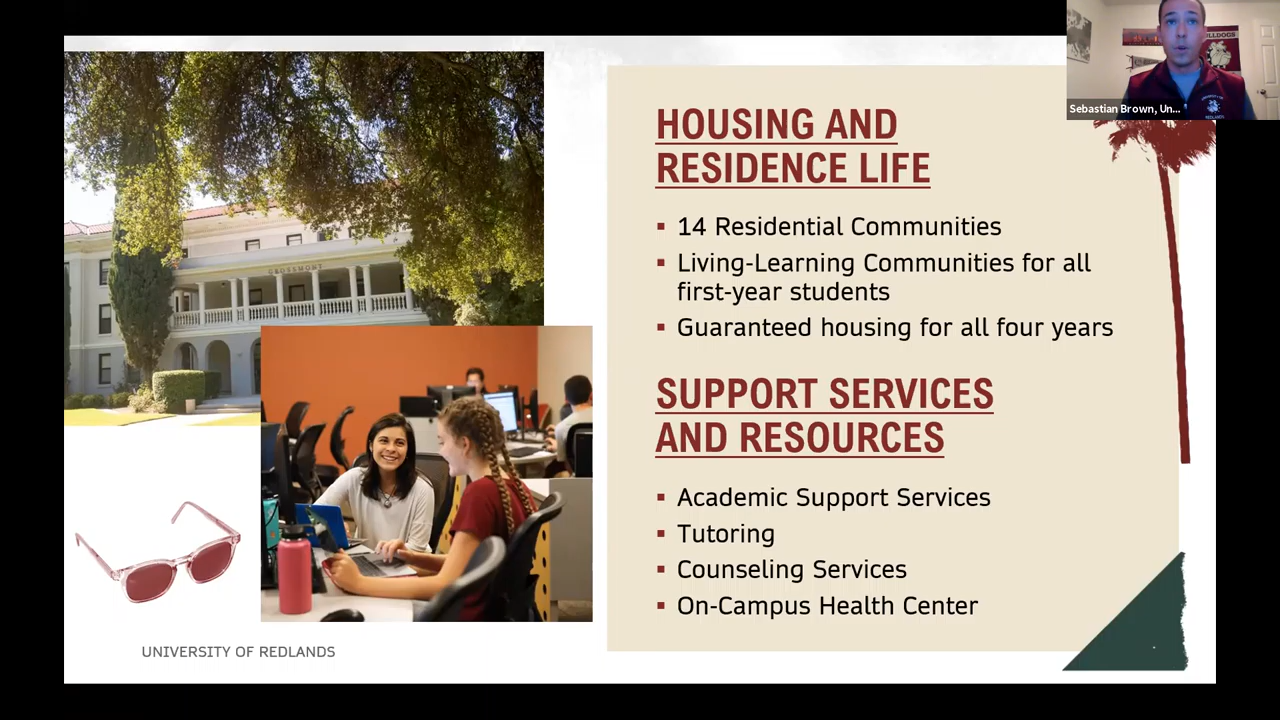 HOUSING AND
RESIDENCE LIFE
▪ 14 Residential Communities
▪ Living-Learning Communities for all
first-year students
▪ Guaranteed housing for all four years
SUPPORT SERVICES
AND RESOURCES
▪ Academic Support Services
▪ Tutoring
▪ Counseling Services
▪ On-Campus Health Center
UNIVERSITY OF REDLANDS
GROSSMONT
Sebastian Brown, Un...